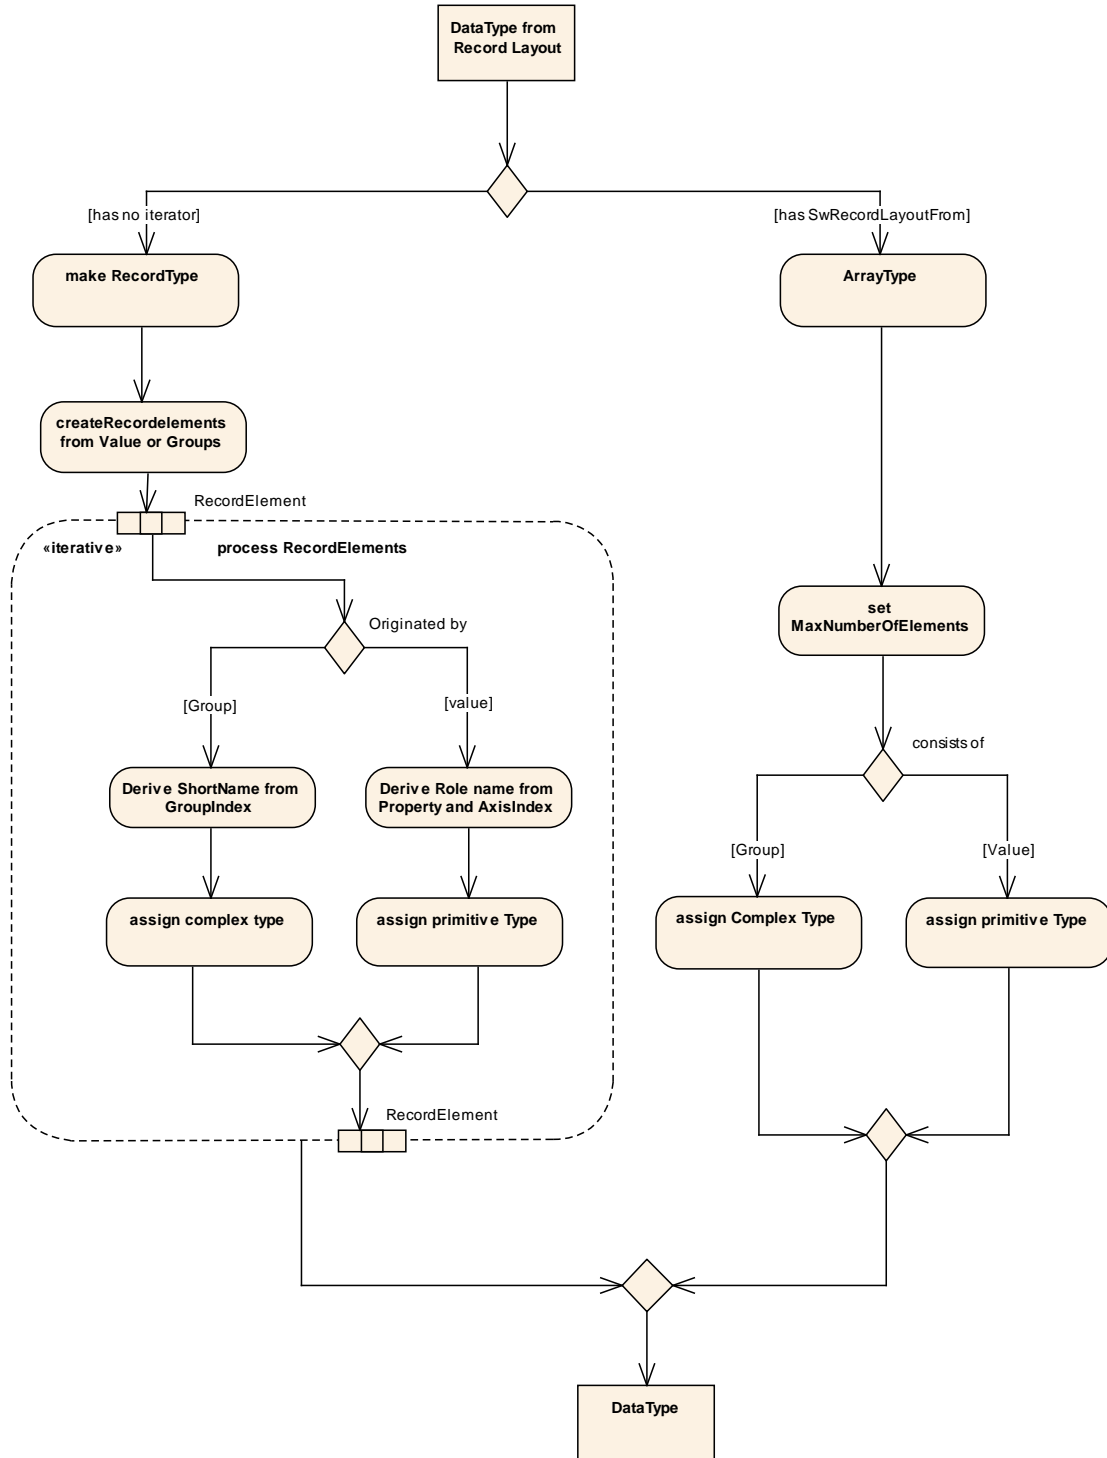 DataType from
Record Layout
[has no iterator]
[has SwRecordLayoutFrom]
make RecordType
ArrayType
createRecordelements
from Value or Groups
RecordElement
«iterative»
process RecordElements
Originated by
[Group]
[value]
Derive ShortName from
GroupIndex
Derive Role name from
Property and AxisIndex
assign complex type
assign primitive Type
RecordElement
set
MaxNumberOfElements
consists of
[Group]
[Value]
assign Complex Type
assign primitive Type
DataType